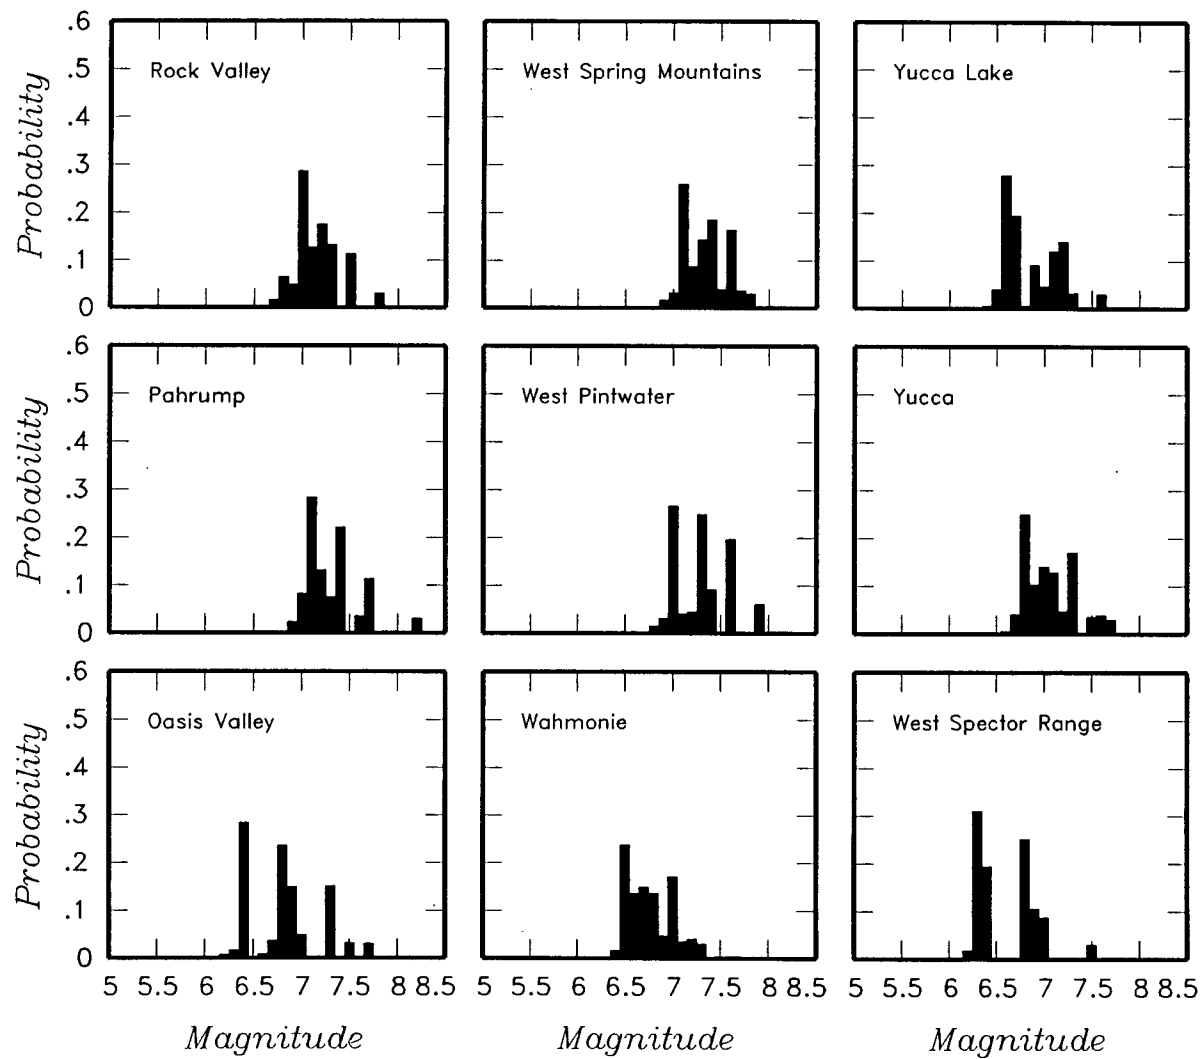 .6
.5
.4
.3
.2
.1
0
Probability
Rock Valley
West Spring Mountains
Yucca Lake
.6
.5
.4
.3
.2
.1
0
Probability
Pahrump
West Pintwater
Yucca
.6
.5
.4
.3
.2
.1
0
Probability
Oasis Valley
Wahmonie
West Spector Range
5 5.5 6 6.5 7 7.5 8 8.5
5 5.5 6 6.5 7 7.5 8 8.5
5 5.5 6 6.5 7 7.5 8 8.5
Magnitude
Magnitude
Magnitude